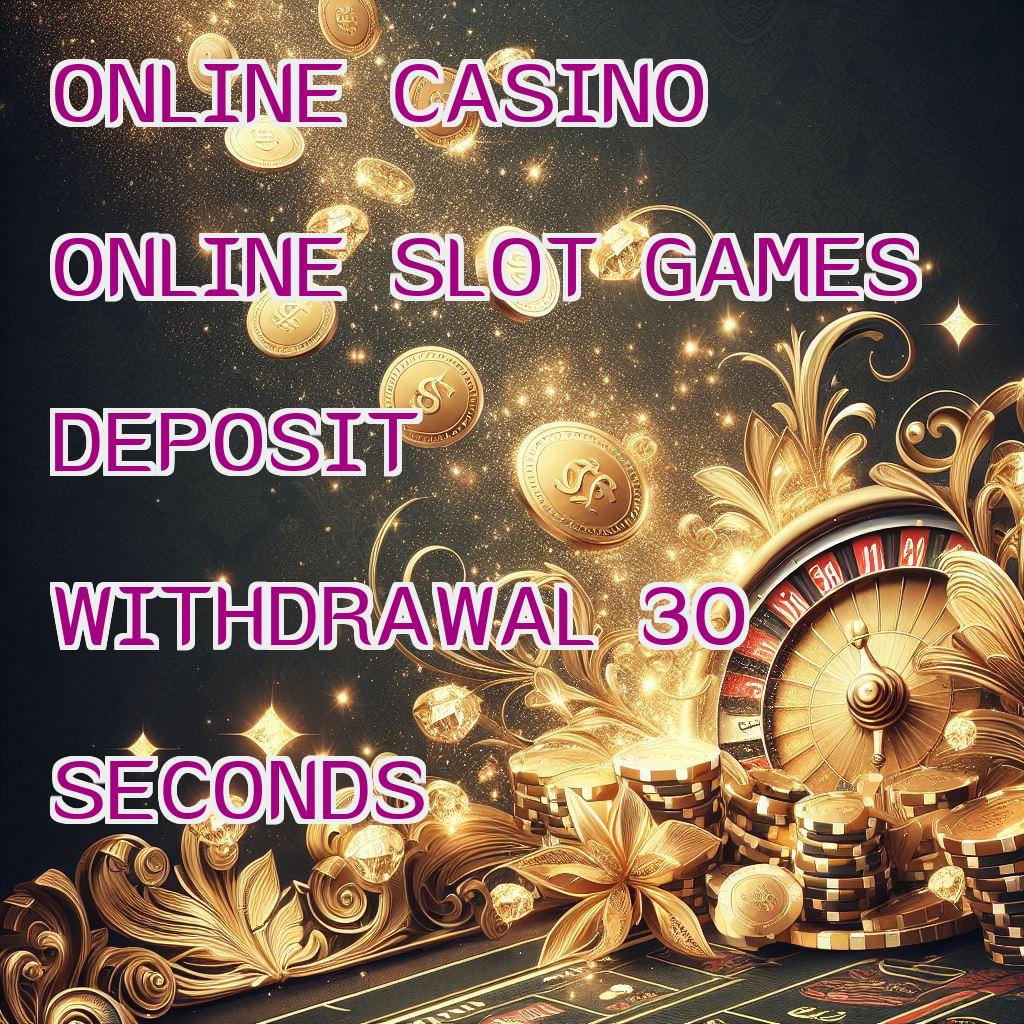 ONLINE CASINO
ONLINE SLOT GAMES
DEPOSIT
WITHDRAWAL 30
SECONDS